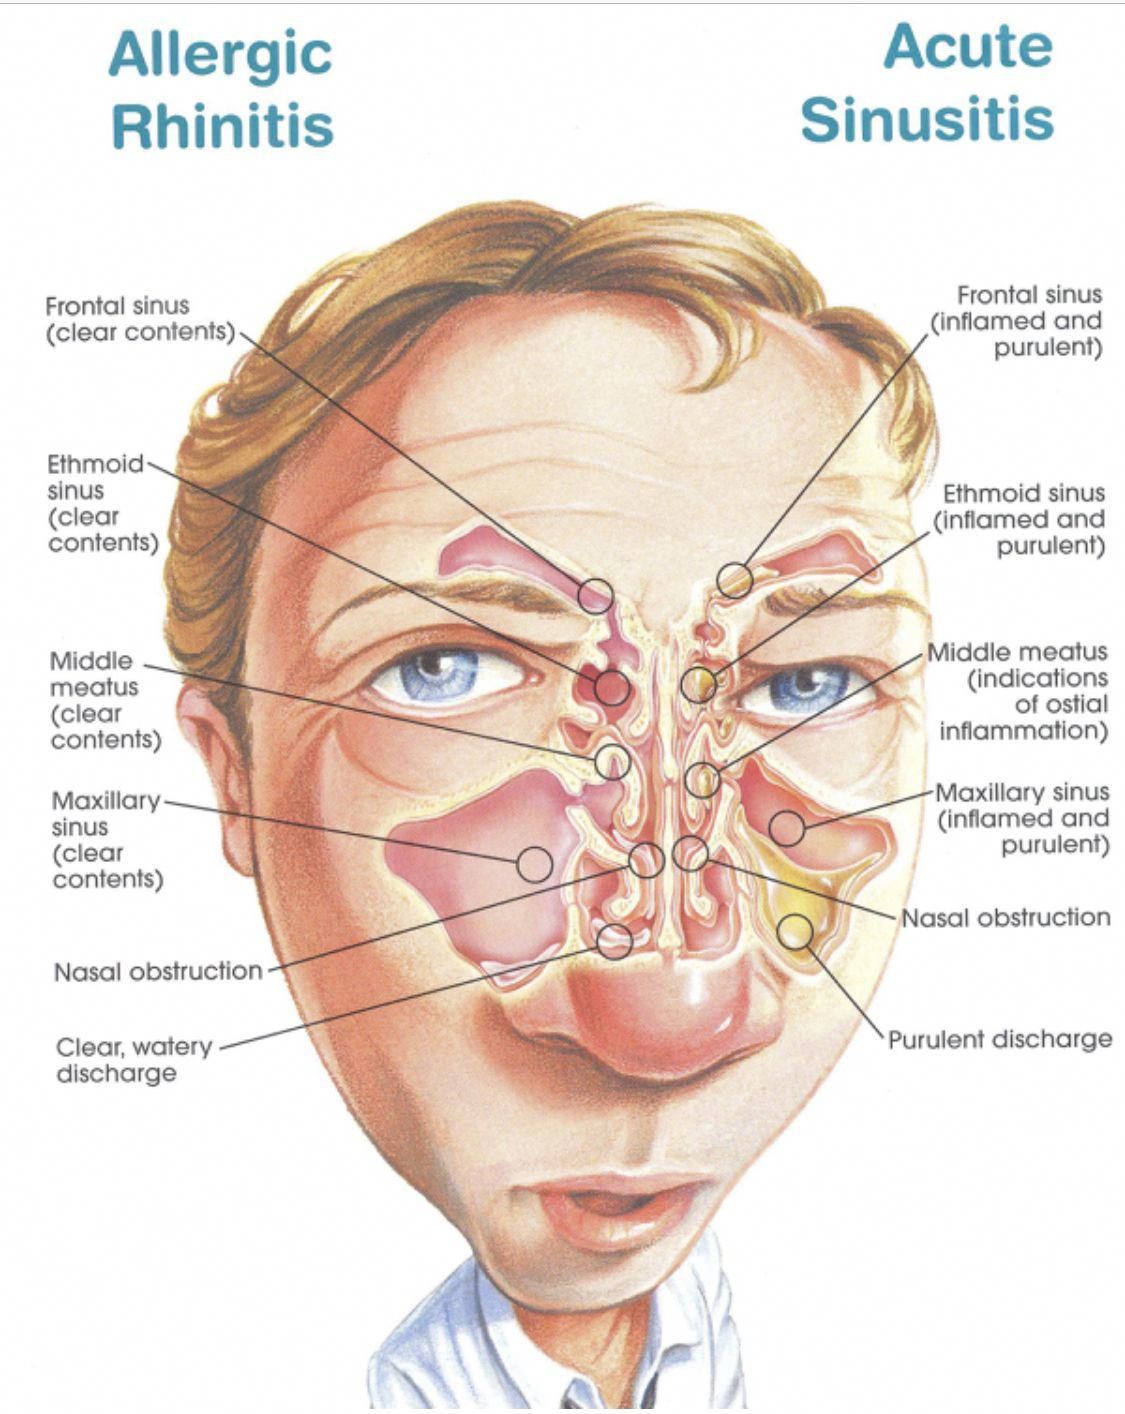 Allergic
Rhinitis
Acute
Sinusitis
Frontal sinus
(clear contents)
Ethmoid
sinus
(clear
contents)
Middle
meatus
(clear
contents)
Maxillary
sinus
(clear
contents)
Nasal obstruction
Clear, watery
discharge
Frontal sinus
(inflamed and
purulent)
Ethmoid sinus
(inflamed and
purulent)
Middle meatus
(indications
of ostial
inflammation)
Maxillary sinus
(inflamed and
purulent)
Nasal obstruction
Purulent discharge